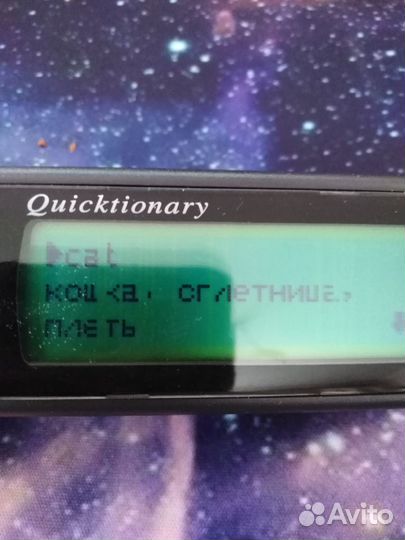 Quicktionary
cat
кошка, сплетница,
плеть
Avito